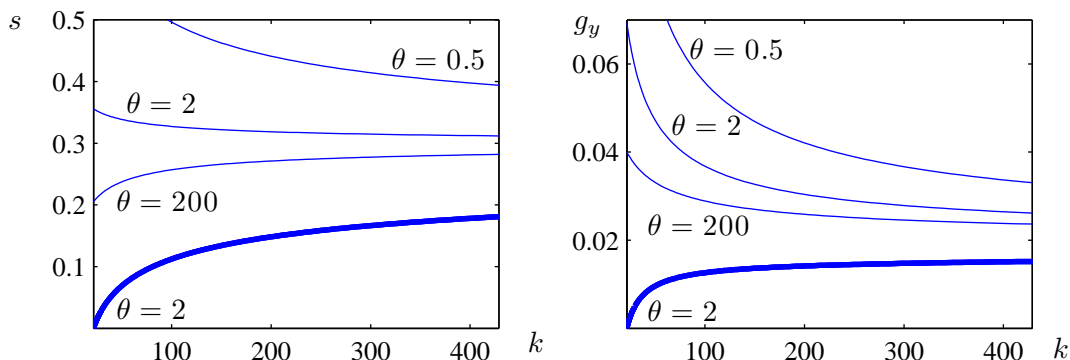 s
0.5
0.4
0.3
0.2
0.1
θ = 0.5
θ = 2
θ = 200
θ = 2
100 200 300 400 k
g_y
0.06
0.04
0.02
θ = 0.5
θ = 2
θ = 200
θ = 2
100 200 300 400 k